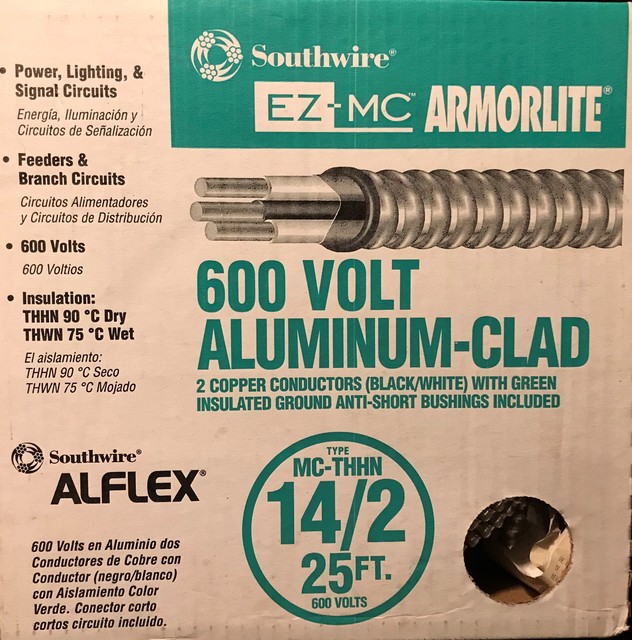 Southwire®
EZ-MC™ ARMORLITE®
• Power, Lighting, &
Signal Circuits
Energía, Iluminación y
Circuitos de Señalización
• Feeders &
Branch Circuits
Circuitos Alimentadores
y Circuitos de Distribución
• 600 Volts
600 Voltios
• Insulation:
THHN 90 °C Dry
THWN 75 °C Wet
El aislamiento:
THHN 90 °C Seco
THWN 75 °C Mojado
600 VOLT
ALUMINUM-CLAD
2 COPPER CONDUCTORS (BLACK/WHITE) WITH GREEN
INSULATED GROUND ANTI-SHORT BUSHINGS INCLUDED
Southwire®
ALFLEX®
600 Volts en Aluminio dos
Conductores de Cobre con
Conductor (negro/blanco)
con Aislamiento Color
Verde. Conector corto
cortos circuito incluido.
TYPE
MC-THHN
14/2
25 FT.
600 VOLTS